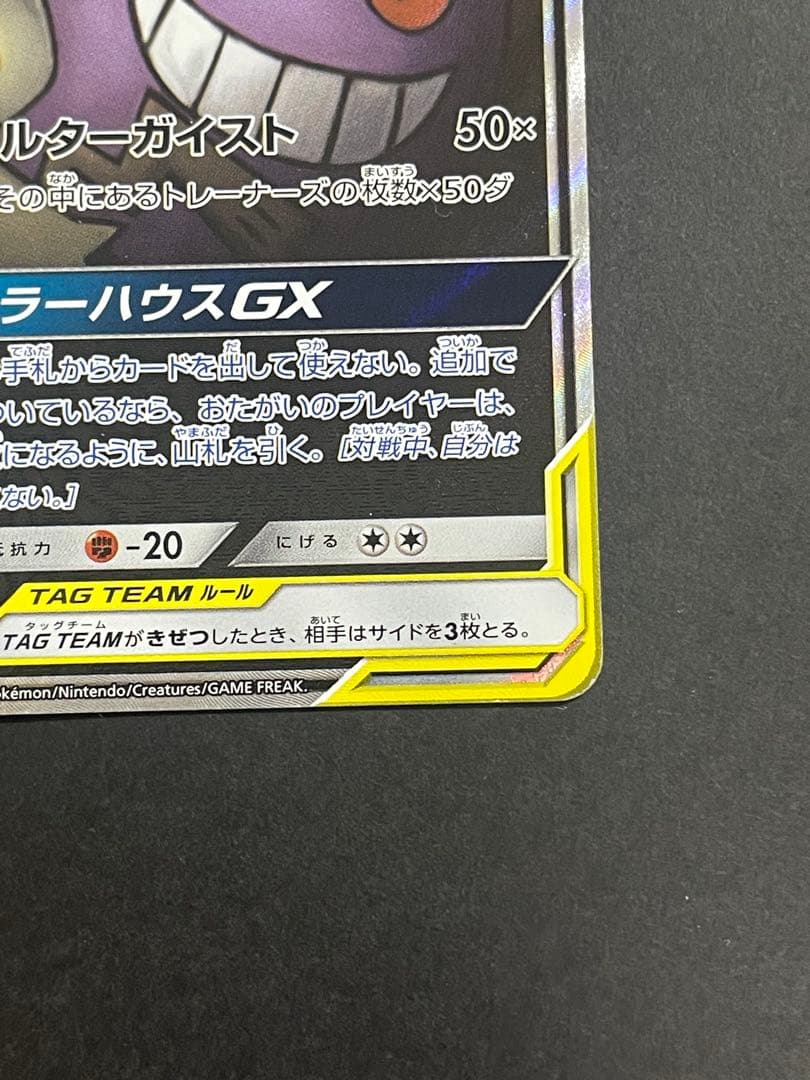 ルターガイスト 50×
その中にあるトレーナーズの枚数×50ダ
ラーハウスGX
手札からカードを出して使えない。追加で
ついているなら、おたがいのプレイヤーは、
になるように、山札を引く。[対戦中、自分は
ない。]
抗力 -20 にげる
TAG TEAM ルール
TAG TEAMがきぜつしたとき、相手はサイドを3枚とる。
okémon/Nintendo/Creatures/GAME FREAK.